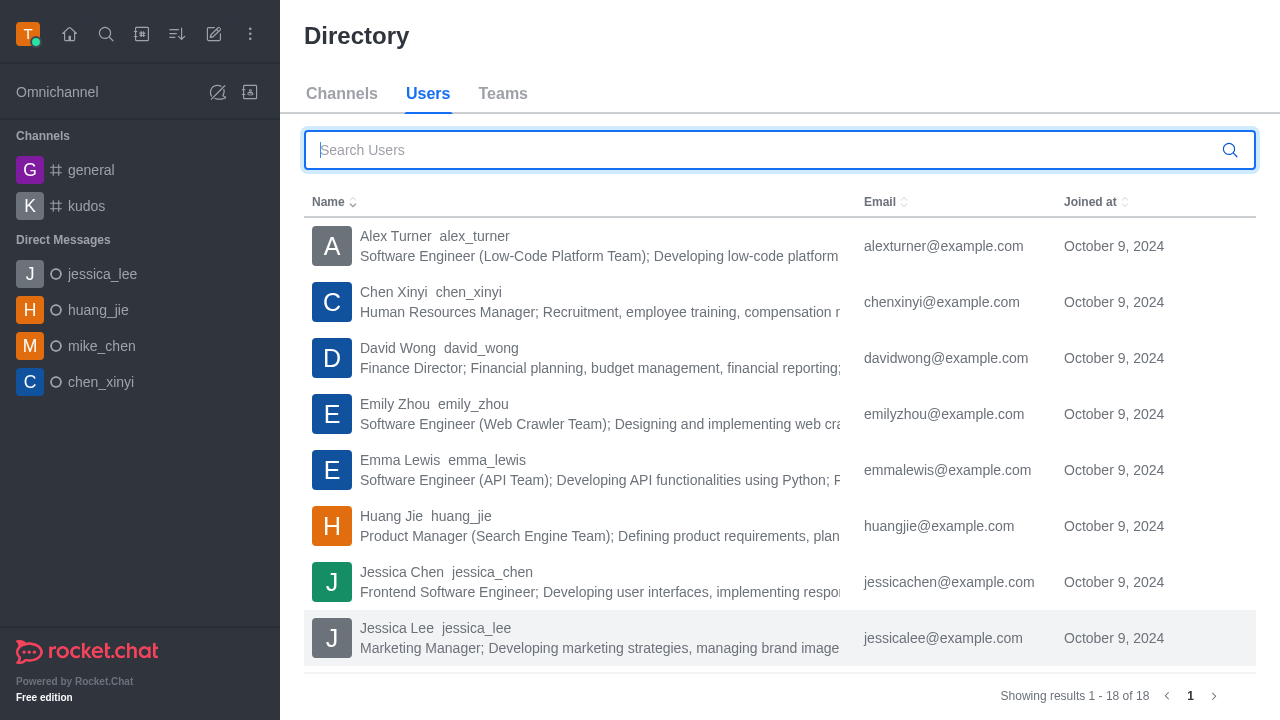 T
Directory
Channels Users Teams
Omnichannel
Search Users
Channels
G general
K kudos
Direct Messages
J jessica_lee
H huang_jie
M mike_chen
C chen_xinyi
Name Email Joined at
A Alex Turner alex_turner
Software Engineer (Low-Code Platform Team); Developing low-code platform
alexturner@example.com October 9, 2024
C Chen Xinyi chen_xinyi
Human Resources Manager; Recruitment, employee training, compensation
chenxinyi@example.com October 9, 2024
D David Wong david_wong
Finance Director; Financial planning, budget management, financial reporting;
davidwong@example.com October 9, 2024
E Emily Zhou emily_zhou
Software Engineer (Web Crawler Team); Designing and implementing web cra
emilyzhou@example.com October 9, 2024
E Emma Lewis emma_lewis
Software Engineer (API Team); Developing API functionalities using Python;
emmalewis@example.com October 9, 2024
H Huang Jie huang_jie
Product Manager (Search Engine Team); Defining product requirements, plan
huangjie@example.com October 9, 2024
J Jessica Chen jessica_chen
Frontend Software Engineer; Developing user interfaces, implementing respo
jessicachen@example.com October 9, 2024
J Jessica Lee jessica_lee
Marketing Manager; Developing marketing strategies, managing brand image
jessicalee@example.com October 9, 2024
rocket.chat
Powered by Rocket.Chat
Free edition
Showing results 1 - 18 of 18 1